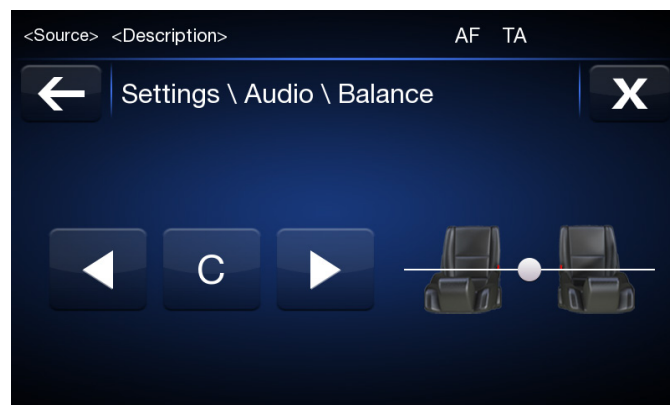 <Source> <Description> AF TA
Settings \ Audio \ Balance
X
C